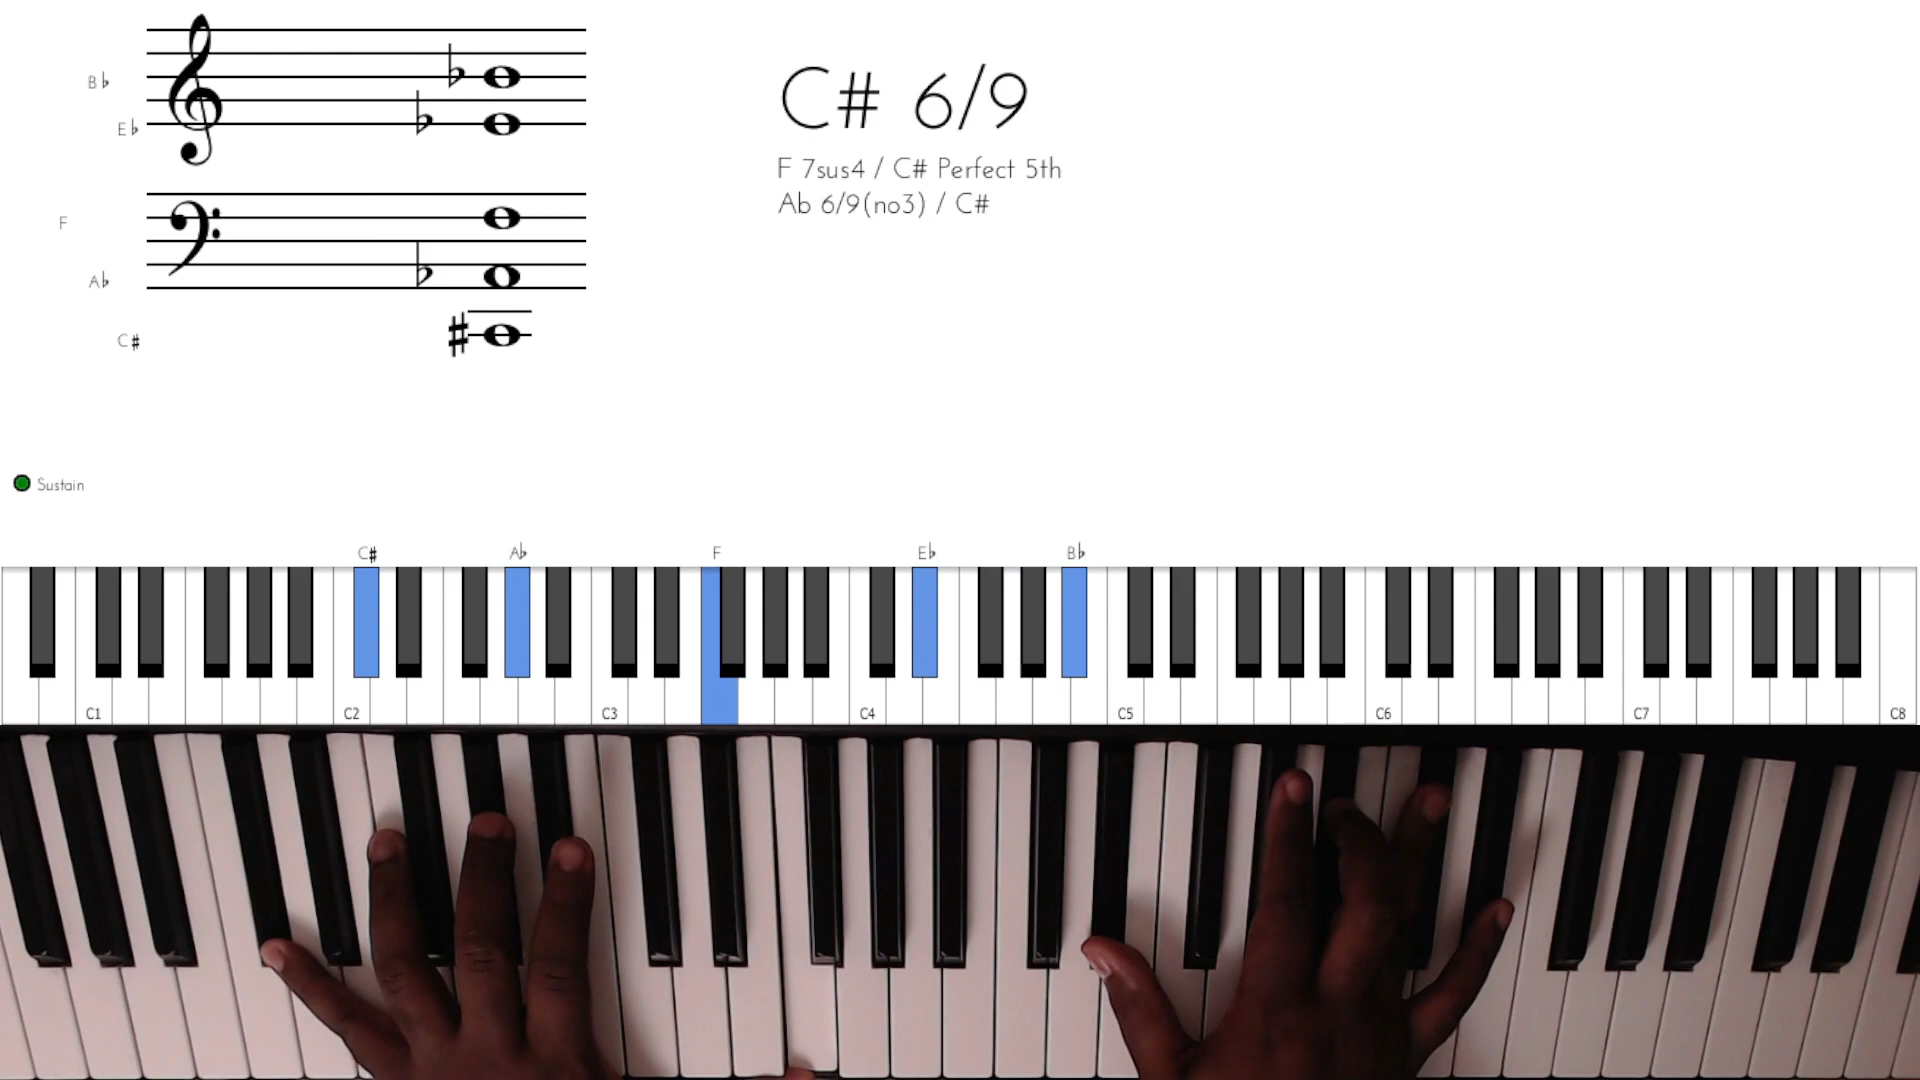 B♭
E♭
F
A♭
C#
C# 6/9
F 7sus4 / C# Perfect 5th
Ab 6/9(no3) / C#
Sustain
C# A♭ F E♭ B♭
C1 C2 C3 C4 C5 C6 C7 C8